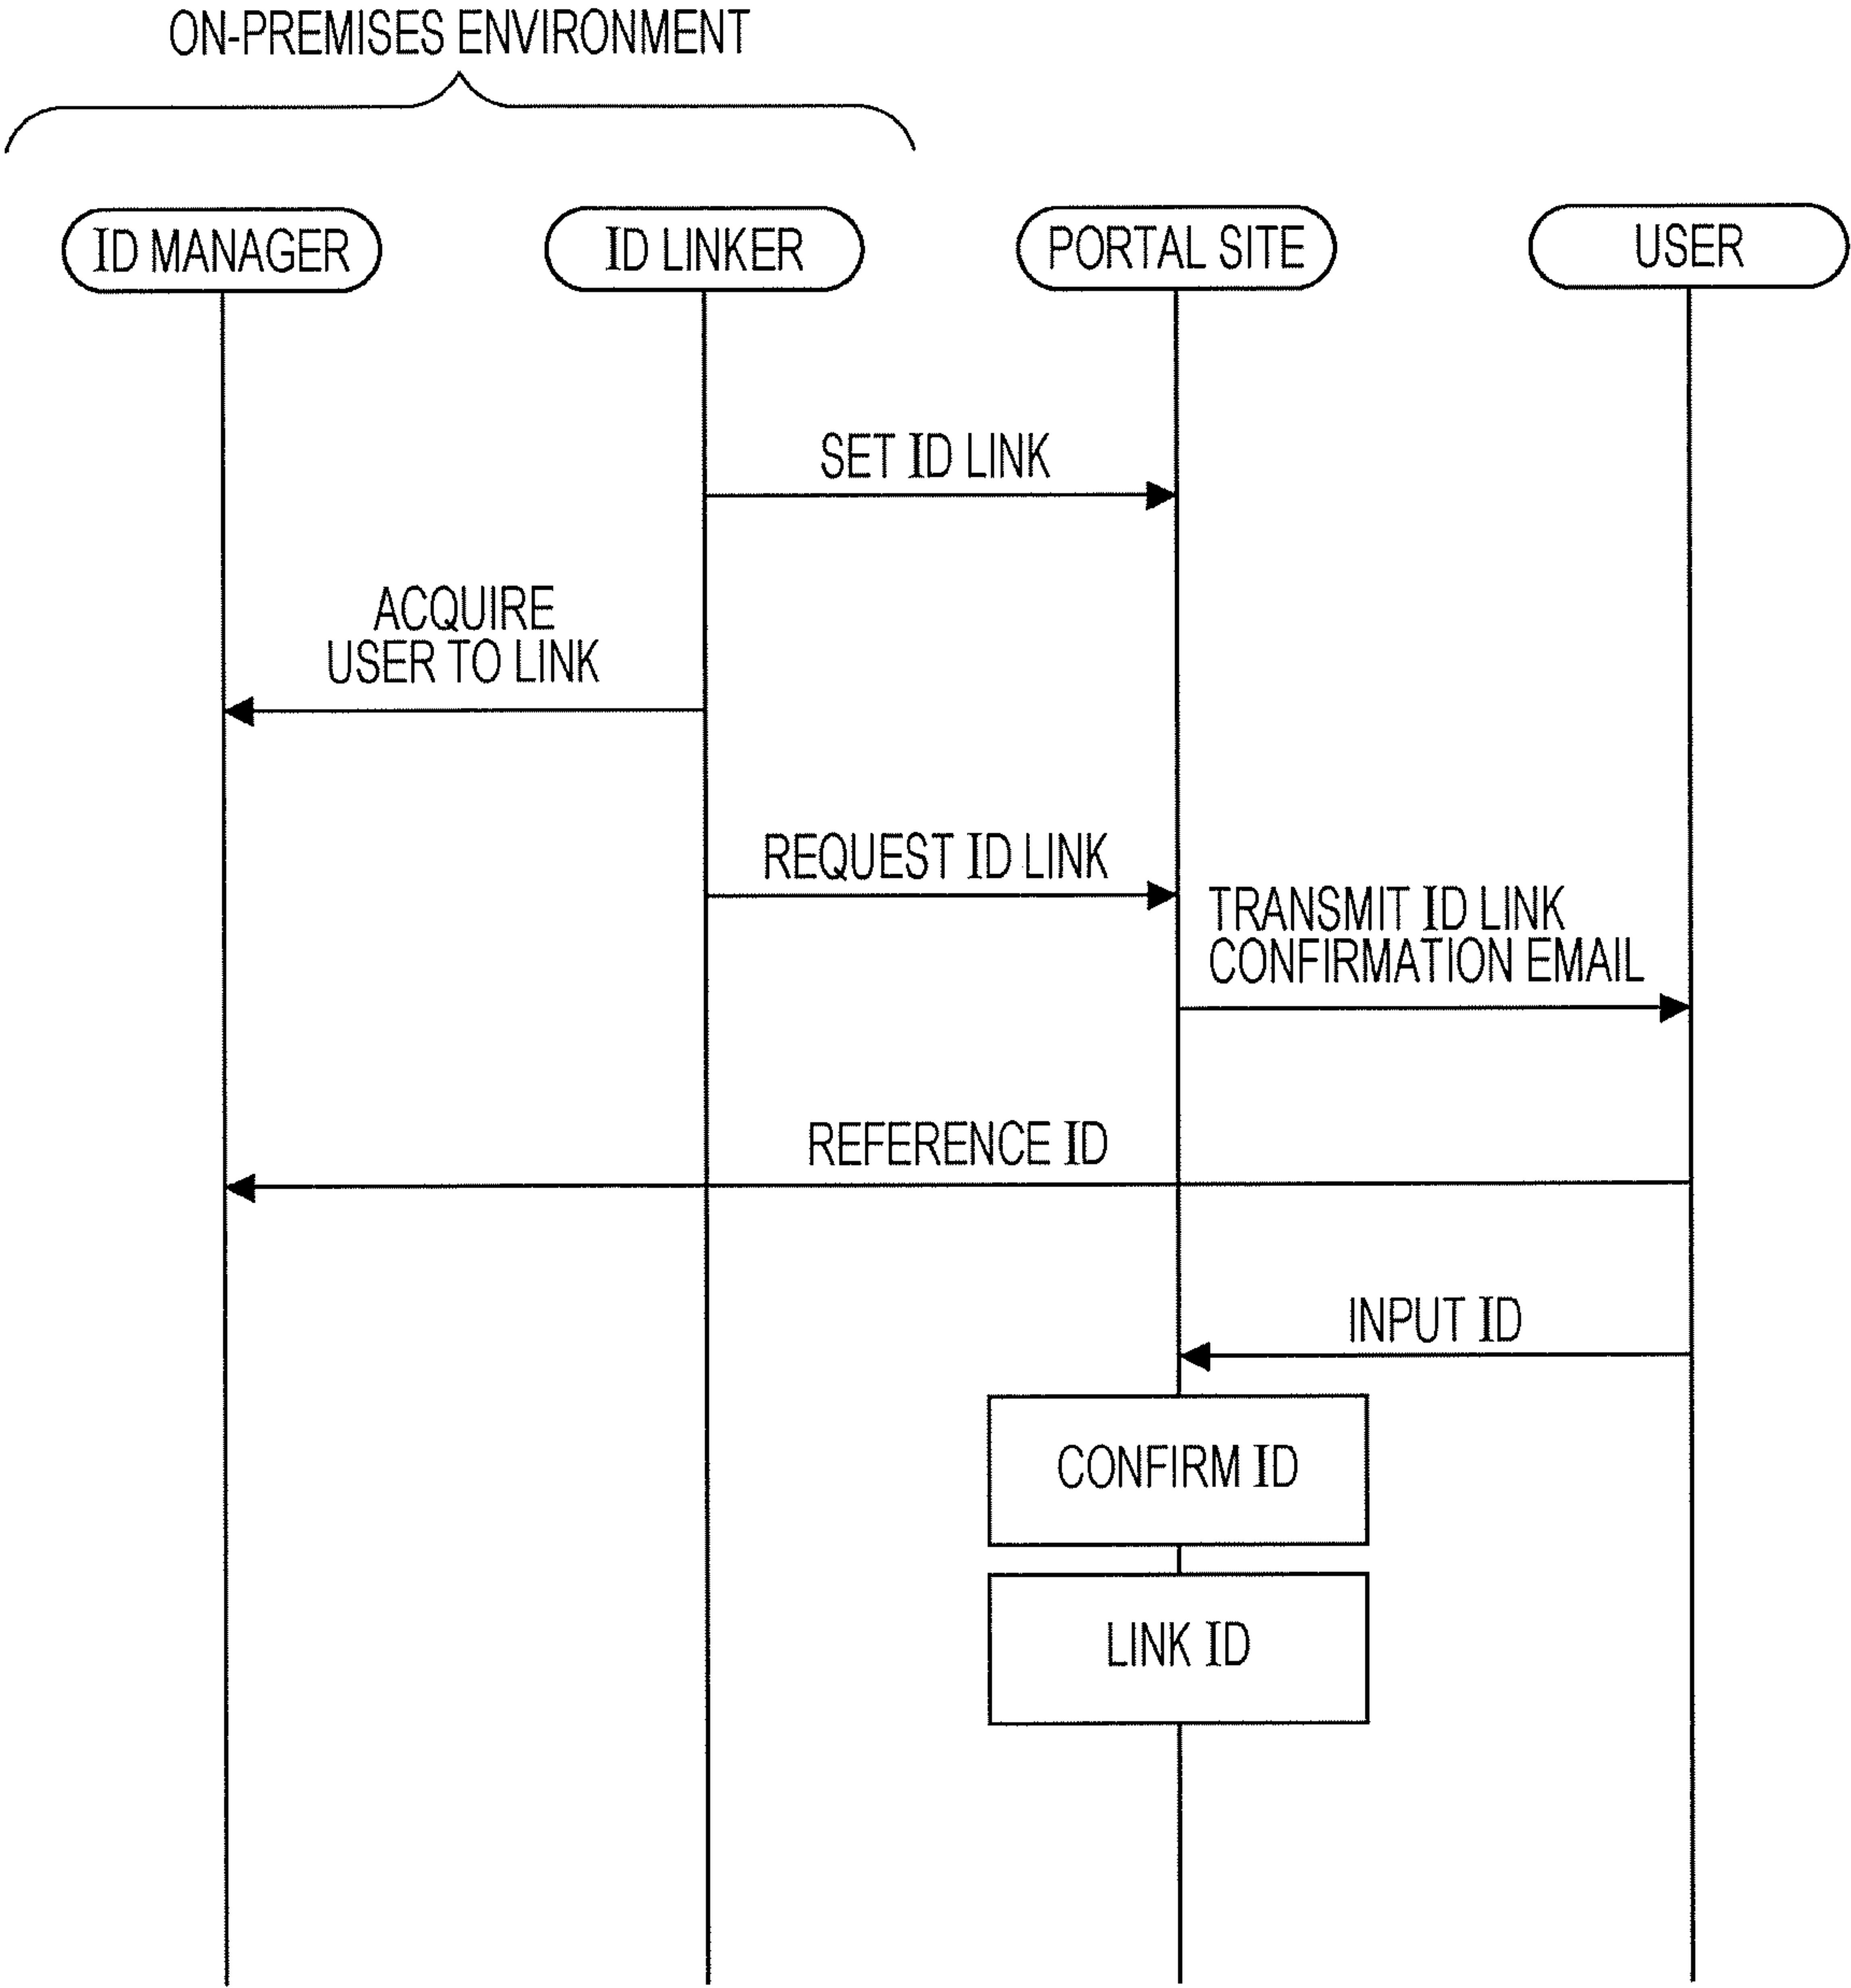 ON-PREMISES ENVIRONMENT
ID MANAGER
ID LINKER
PORTAL SITE
USER
SET ID LINK
ACQUIRE
USER TO LINK
REQUEST ID LINK
TRANSMIT ID LINK
CONFIRMATION EMAIL
REFERENCE ID
INPUT ID
CONFIRM ID
LINK ID